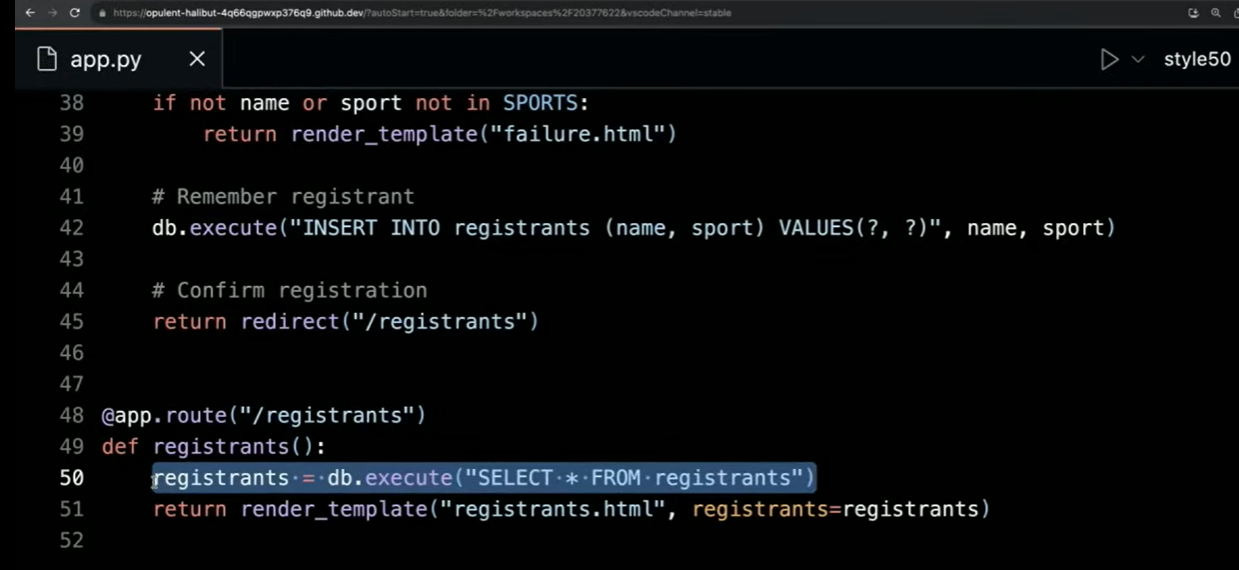 https://opulent-halibut-4q66qgpwxp376q9.github.dev/?autoStart=true&folder=%2Fworkspaces%2F20377622&vscodeChannel=stable
app.py
style50
38 if not name or sport not in SPORTS:
39 return render_template("failure.html")
40
41 # Remember registrant
42 db.execute("INSERT INTO registrants (name, sport) VALUES(?, ?)", name, sport)
43
44 # Confirm registration
45 return redirect("/registrants")
46
47
48 @app.route("/registrants")
49 def registrants():
50 registrants = db.execute("SELECT * FROM registrants")
51 return render_template("registrants.html", registrants=registrants)
52